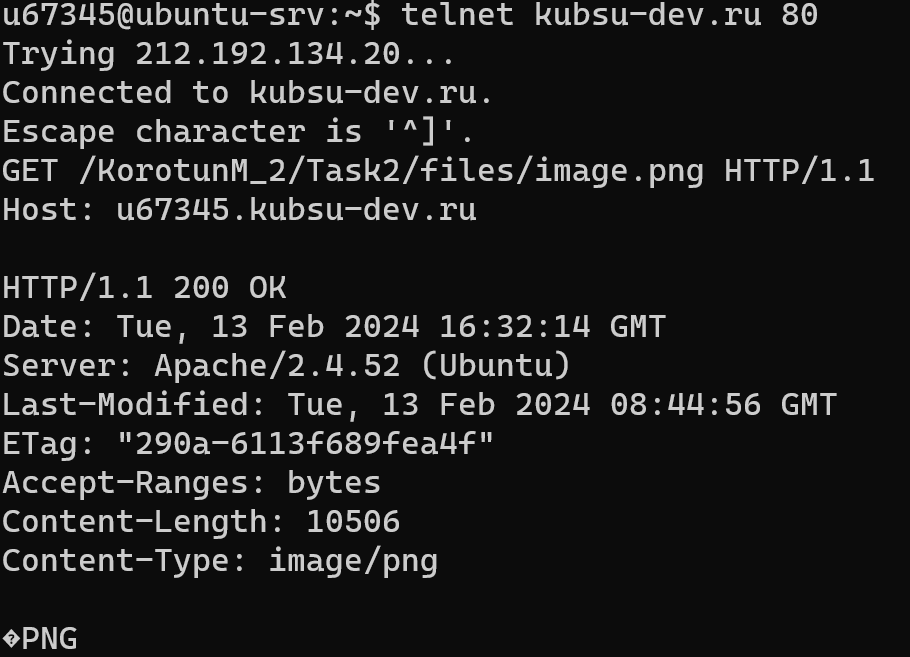 u67345@ubuntu-srv:~$ telnet kubsu-dev.ru 80
Trying 212.192.134.20...
Connected to kubsu-dev.ru.
Escape character is '^]'.
GET /KorotunM_2/Task2/files/image.png HTTP/1.1
Host: u67345.kubsu-dev.ru

HTTP/1.1 200 OK
Date: Tue, 13 Feb 2024 16:32:14 GMT
Server: Apache/2.4.52 (Ubuntu)
Last-Modified: Tue, 13 Feb 2024 08:44:56 GMT
ETag: "290a-6113f689fea4f"
Accept-Ranges: bytes
Content-Length: 10506
Content-Type: image/png

�PNG